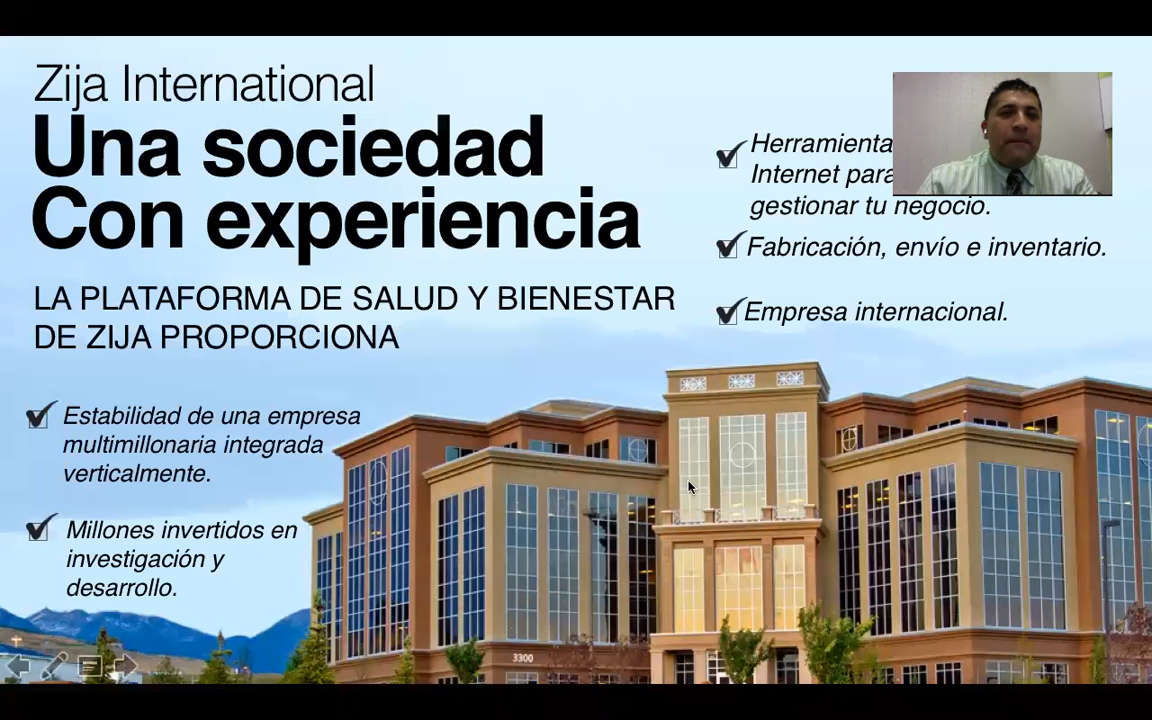 Zija International
Una sociedad
Con experiencia
LA PLATAFORMA DE SALUD Y BIENESTAR
DE ZIJA PROPORCIONA
Estabilidad de una empresa
multimillonaria integrada
verticalmente.
Millones invertidos en
investigación y
desarrollo.
Herramienta
Internet para
gestionar tu negocio.
Fabricación, envío e inventario.
Empresa internacional.
3300